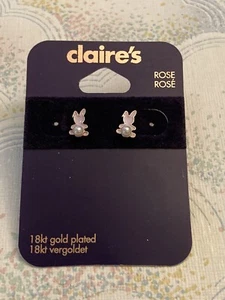 claire's
ROSE
ROSÉ
18kt gold plated
18kt vergoldet